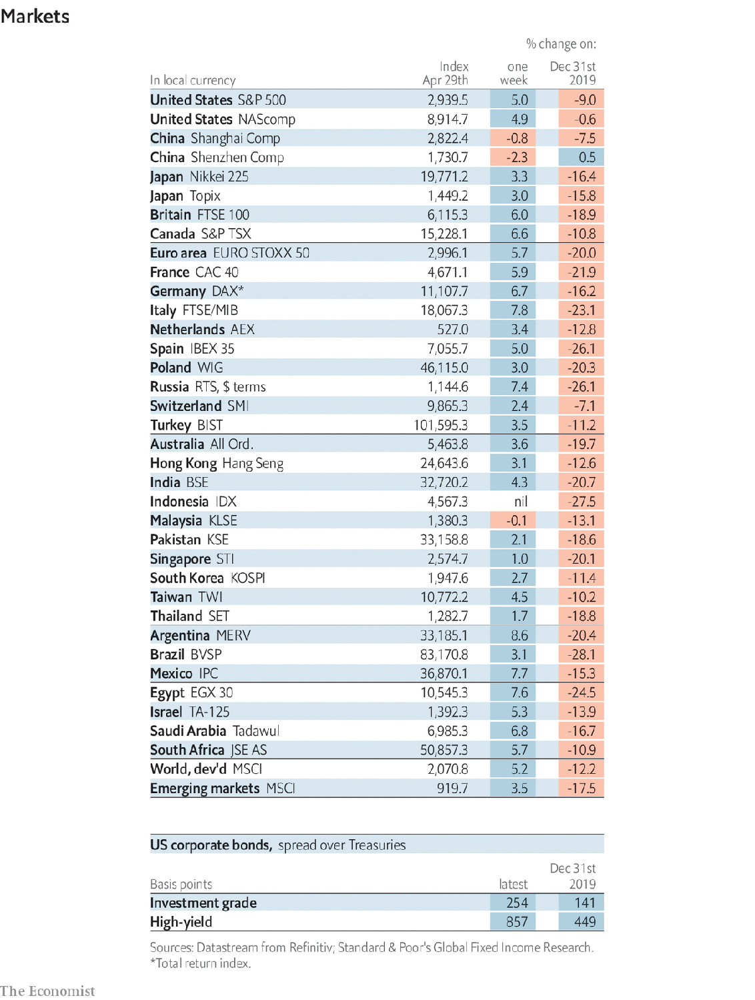 Markets
% change on:
Index one Dec 31st
In local currency Apr 29th week 2019
United States S&P 500 2,939.5 5.0 -9.0
United States NAScomp 8,914.7 4.9 -0.6
China Shanghai Comp 2,822.4 -0.8 -7.5
China Shenzhen Comp 1,730.7 -2.3 0.5
Japan Nikkei 225 19,771.2 3.3 -16.4
Japan Topix 1,449.2 3.0 -15.8
Britain FTSE 100 6,115.3 6.0 -18.9
Canada S&P TSX 15,228.1 6.6 -10.8
Euro area EURO STOXX 50 2,996.1 5.7 -20.0
France CAC 40 4,671.1 5.9 -21.9
Germany DAX* 11,107.7 6.7 -16.2
Italy FTSE/MIB 18,067.3 7.8 -23.1
Netherlands AEX 527.0 3.4 -12.8
Spain IBEX 35 7,055.7 5.0 -26.1
Poland WIG 46,115.0 3.0 -20.3
Russia RTS, $ terms 1,144.6 7.4 -26.1
Switzerland SMI 9,865.3 2.4 -7.1
Turkey BIST 101,595.3 3.5 -11.2
Australia All Ord. 5,463.8 3.6 -19.7
Hong Kong Hang Seng 24,643.6 3.1 -12.6
India BSE 32,720.2 4.3 -20.7
Indonesia IDX 4,567.3 nil -27.5
Malaysia KLSE 1,380.3 -0.1 -13.1
Pakistan KSE 33,158.8 2.1 -18.6
Singapore STI 2,574.7 1.0 -20.1
South Korea KOSPI 1,947.6 2.7 -11.4
Taiwan TWI 10,772.2 4.5 -10.2
Thailand SET 1,282.7 1.7 -18.8
Argentina MERV 33,185.1 8.6 -20.4
Brazil BVSP 83,170.8 3.1 -28.1
Mexico IPC 36,870.1 7.7 -15.3
Egypt EGX 30 10,545.3 7.6 -24.5
Israel TA-125 1,392.3 5.3 -13.9
Saudi Arabia Tadawul 6,985.3 6.8 -16.7
South Africa JSE AS 50,857.3 5.7 -10.9
World, dev'd MSCI 2,070.8 5.2 -12.2
Emerging markets MSCI 919.7 3.5 -17.5
US corporate bonds, spread over Treasuries
Dec 31st
Basis points latest 2019
Investment grade 254 141
High-yield 857 449
Sources: Datastream from Refinitiv; Standard & Poor's Global Fixed Income Research.
*Total return index.
The Economist